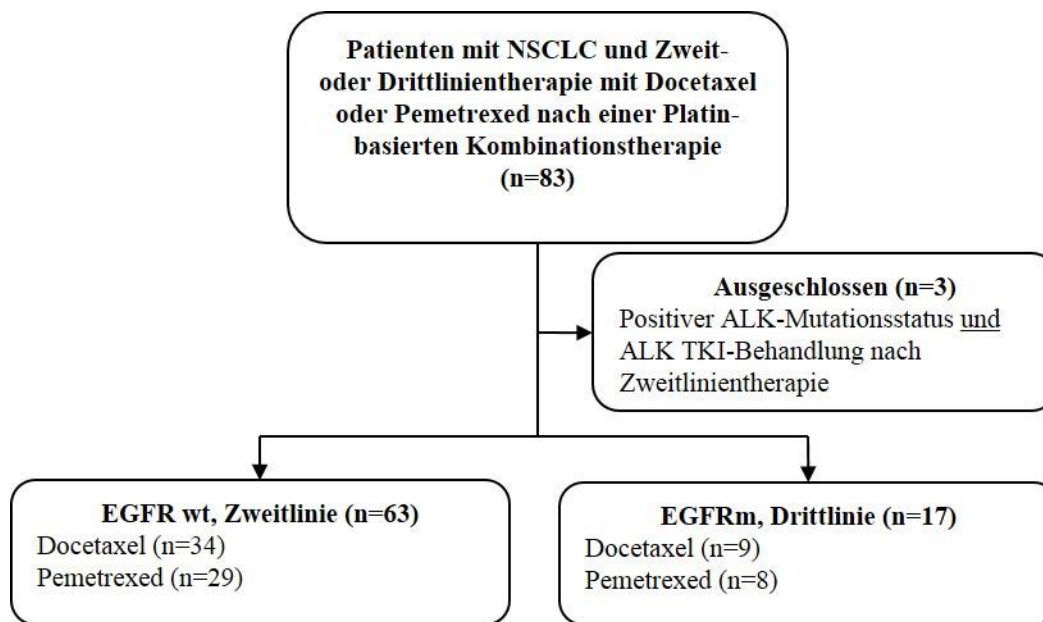 Patienten mit NSCLC und Zweit-
oder Drittlinientherapie mit Docetaxel
oder Pemetrexed nach einer Platin-
basierten Kombinationstherapie
(n=83)
Ausgeschlossen (n=3)
Positiver ALK-Mutationsstatus und
ALK TKI-Behandlung nach
Zweitlinientherapie
EGFR wt, Zweitlinie (n=63)
Docetaxel (n=34)
Pemetrexed (n=29)
EGFRm, Drittlinie (n=17)
Docetaxel (n=9)
Pemetrexed (n=8)